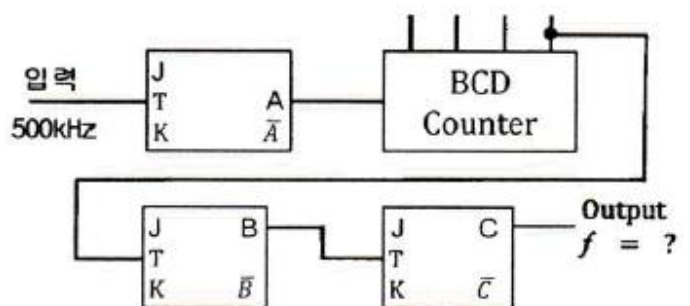 입력
500kHz
J
T A
K Ā
BCD
Counter
J B
T
K B̄
J C
T
K C̄
Output
f = ?